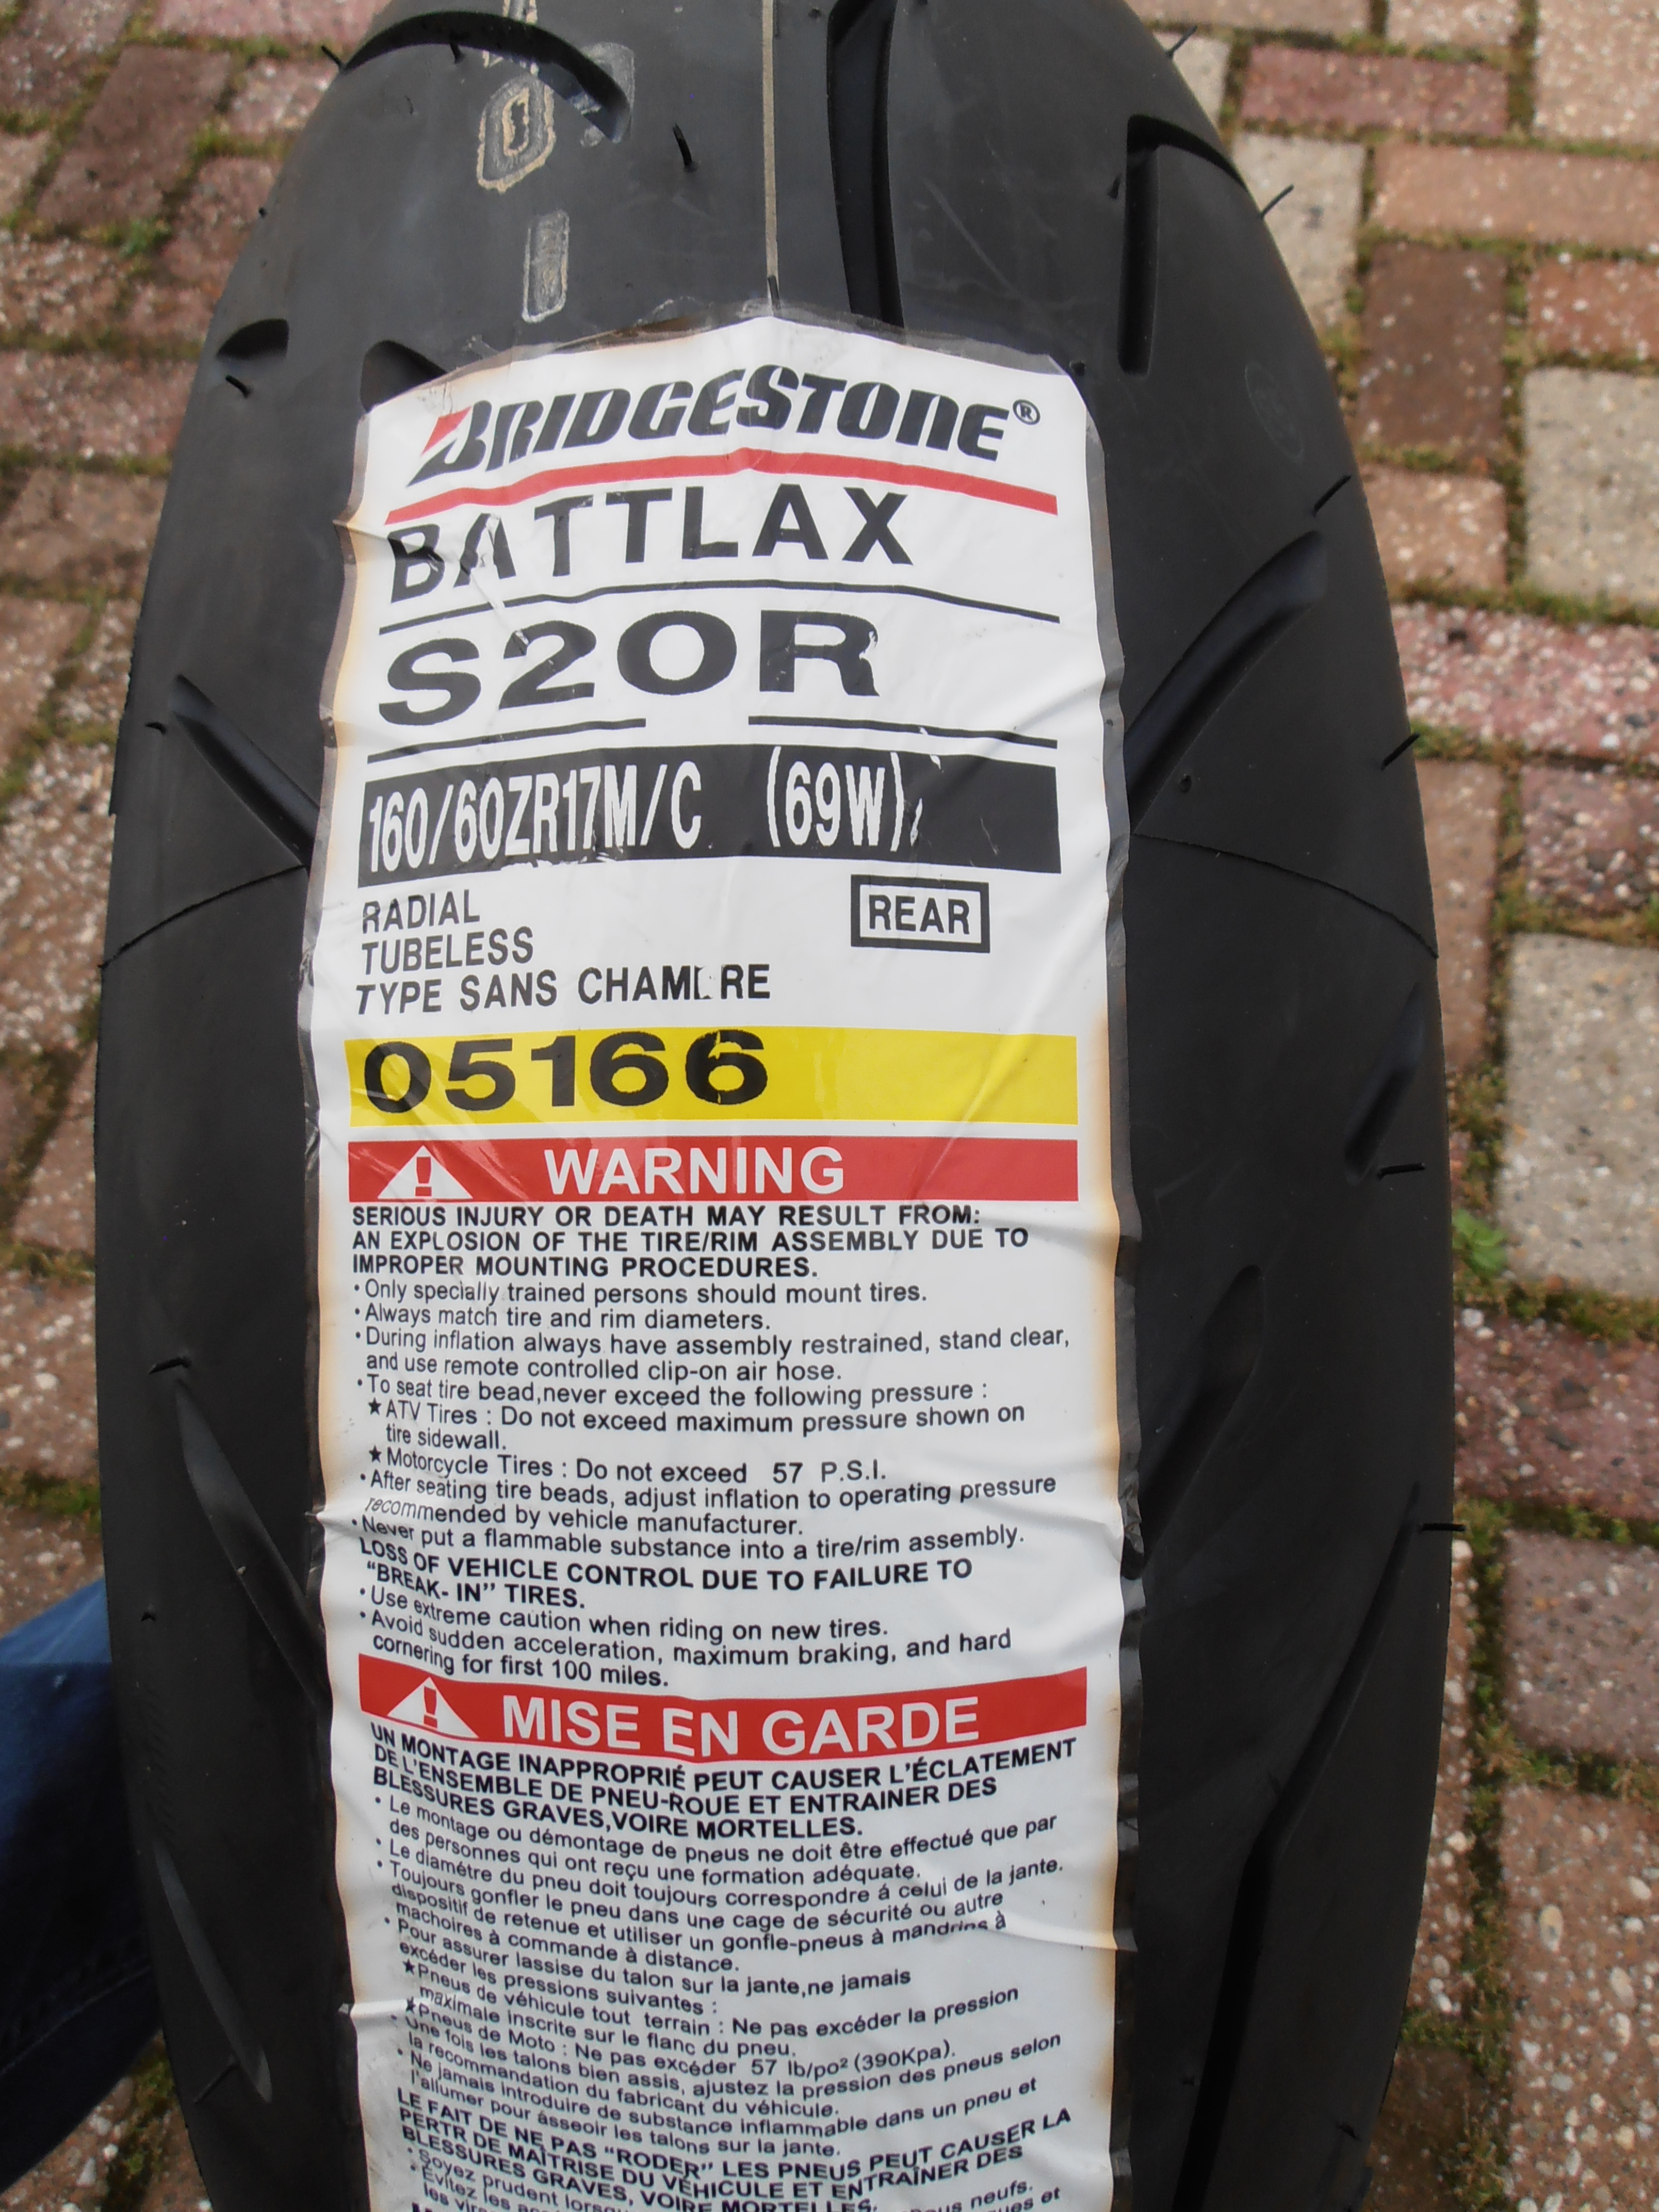 BRIDGESTONE®
BATTLAX
S20R
160/60ZR17M/C (69W)
RADIAL
TUBELESS
TYPE SANS CHAMBRE
REAR
05166
WARNING
SERIOUS INJURY OR DEATH MAY RESULT FROM:
AN EXPLOSION OF THE TIRE/RIM ASSEMBLY DUE TO
IMPROPER MOUNTING PROCEDURES.
・Only specially trained persons should mount tires.
・Always match tire and rim diameters.
・During inflation always have assembly restrained, stand clear,
and use remote controlled clip-on air hose.
・To seat tire bead,never exceed the following pressure :
★ATV Tires : Do not exceed maximum pressure shown on
tire sidewall.
★Motorcycle Tires : Do not exceed 57 P.S.I.
・After seating tire beads, adjust inflation to operating pressure
recommended by vehicle manufacturer.
・Never put a flammable substance into a tire/rim assembly.
LOSS OF VEHICLE CONTROL DUE TO FAILURE TO
“BREAK- IN” TIRES.
・Use extreme caution when riding on new tires.
・Avoid sudden acceleration, maximum braking, and hard
cornering for first 100 miles.
MISE EN GARDE
UN MONTAGE INAPPROPRIÉ PEUT CAUSER L'ÉCLATEMENT
DE L'ENSEMBLE DE PNEU-ROUE ET ENTRAINER DES
BLESSURES GRAVES,VOIRE MORTELLES.
・Le montage ou démontage de pneus ne doit être effectué que par
des personnes qui ont reçu une formation adéquate.
・Le diamétre du pneu doit toujours correspondre á celui de la jante.
・Toujours gonfler le pneu dans une cage de sécurité ou autre
dispositif de retenue et utiliser un gonfle-pneus à mandrins à
machoires à commande à distance.
・Pour assurer lassise du talon sur la jante,ne jamais
excéder les pressions suivantes :
★Pneus de véhicule tout terrain : Ne pas excéder la pression
maximale inscrite sur le flanc du pneu.
★Pneus de Moto : Ne pas excéder 57 lb/po² (390Kpa).
・Une fois les talons bien assis, ajustez la pression des pneus selon
la recommandation du fabricant du véhicule.
・Ne jamais introduire de substance inflammable dans un pneu et
l'allumer pour ásseoir les talons sur la jante.
LE FAIT DE NE PAS “RODER” LES PNEUS PEUT CAUSER LA
PERTR DE MAÎTRISE DU VÉHICULE ET ENTRAÎNER DES
BLESSURES GRAVES, VOIRE MORTELLES.
・Soyez prudent neufs.
・Évitez les et
les